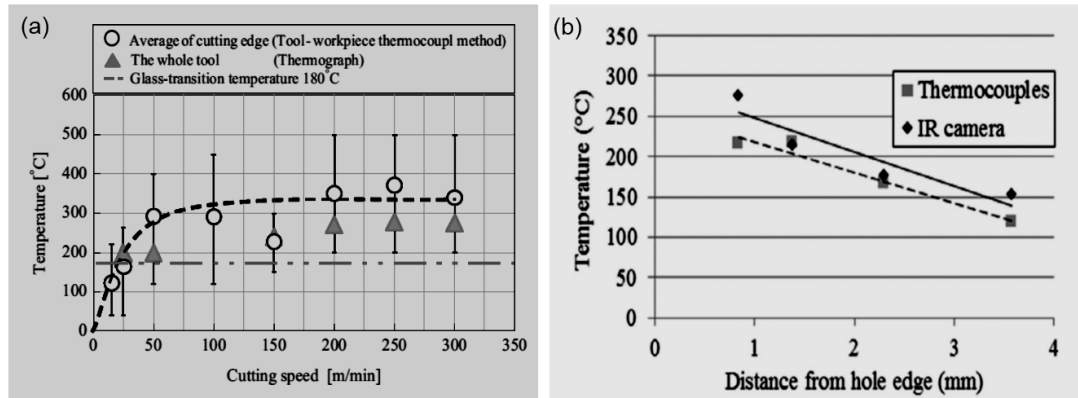 (a)
Average of cutting edge (Tool-workpiece thermocoupl method)
The whole tool (Thermograph)
Glass-transition temperature 180°C
Temperature [°C]
600
500
400
300
200
100
0
0 50 100 150 200 250 300 350
Cutting speed [m/min]
(b)
Temperature (°C)
350
300
250
200
150
100
50
0
Thermocouples
IR camera
0 1 2 3 4
Distance from hole edge (mm)